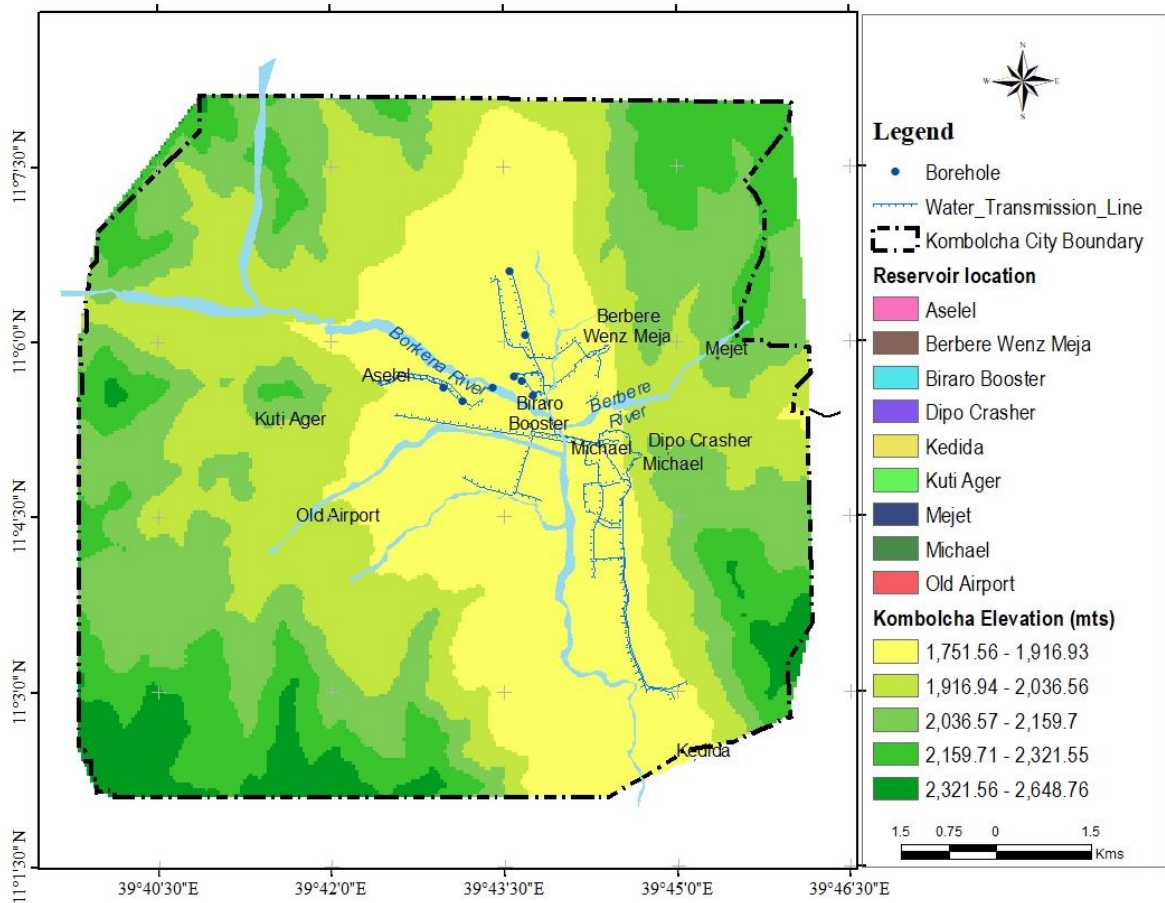 11°7'30"N
11°6'0"N
11°4'30"N
11°3'0"N
11°1'30"N
39°40'30"E
39°42'0"E
39°43'30"E
39°45'0"E
39°46'30"E
Berbere
Wenz Meja
Mejet
Borkena River
Aselel
Berbere
River
Biraro
Booster
Kuti Ager
Michael
Dipo Crasher
Michael
Old Airport
Kedida
N
W
E
S
Legend
Borehole
Water_Transmission_Line
Kombolcha City Boundary
Reservoir location
Aselel
Berbere Wenz Meja
Biraro Booster
Dipo Crasher
Kedida
Kuti Ager
Mejet
Michael
Old Airport
Kombolcha Elevation (mts)
1,751.56 - 1,916.93
1,916.94 - 2,036.56
2,036.57 - 2,159.7
2,159.71 - 2,321.55
2,321.56 - 2,648.76
1.5 0.75 0 1.5
Kms